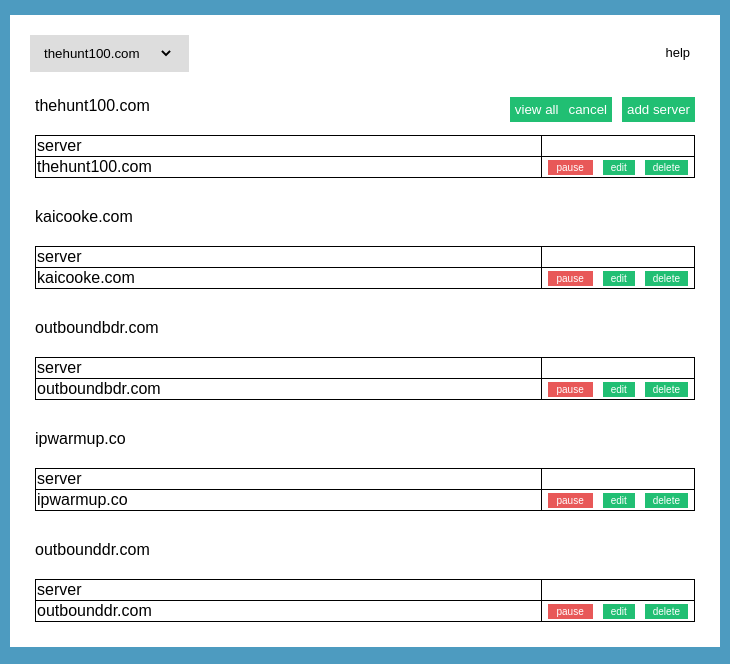 thehunt100.com help
thehunt100.com view all cancel add server
server
thehunt100.com pause edit delete
kaicooke.com
server
kaicooke.com pause edit delete
outboundbdr.com
server
outboundbdr.com pause edit delete
ipwarmup.co
server
ipwarmup.co pause edit delete
outbounddr.com
server
outbounddr.com pause edit delete